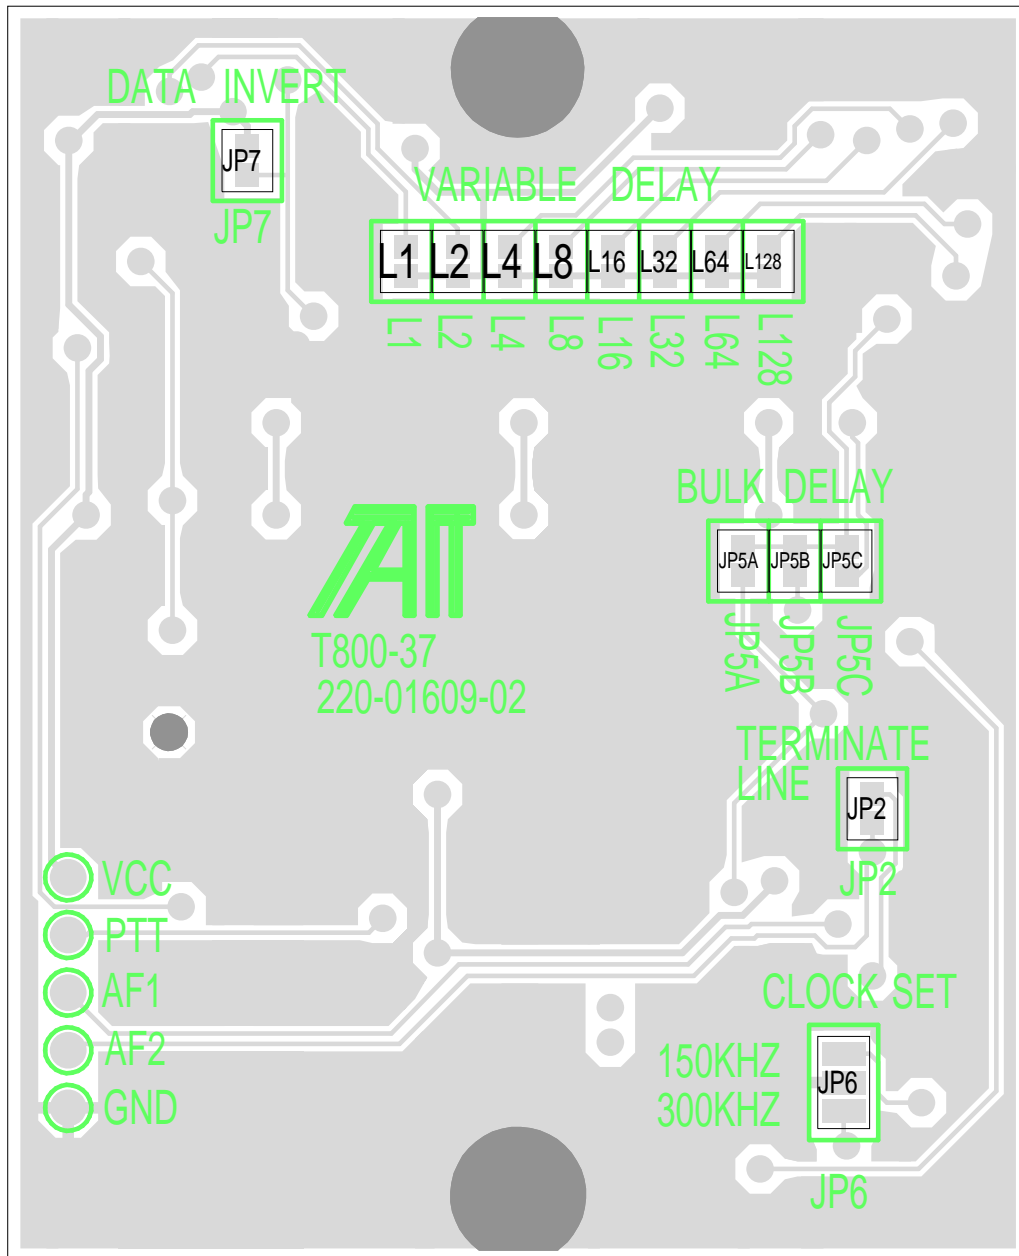 DATA INVERT
JP7
JP7
VARIABLE DELAY
L1 L2 L4 L8 L16 L32 L64 L128
L1 L2 L4 L8 L16 L32 L64 L128
BULK DELAY
JP5A JP5B JP5C
JP5A JP5B JP5C
TAIT
T800-37
220-01609-02
TERMINATE
LINE
JP2
JP2
VCC
PTT
AF1
AF2
GND
CLOCK SET
150KHZ
300KHZ
JP6
JP6